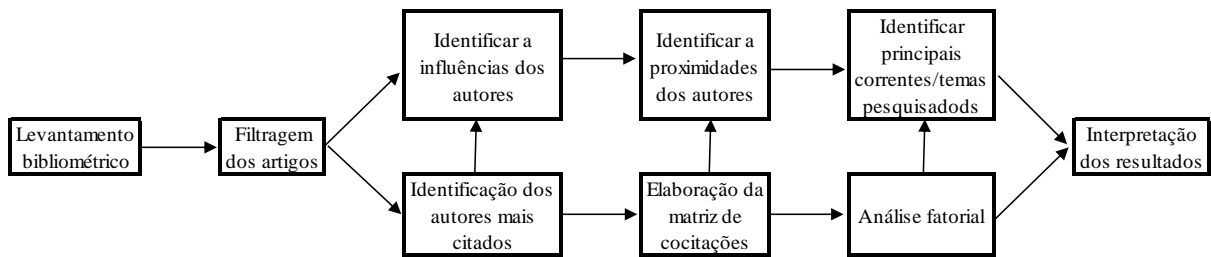 Levantamento
bibliométrico
Filtragem
dos artigos
Identificar a
influências dos
autores
Identificar a
proximidades
dos autores
Identificar
principais
correntes/temas
pesquisadods
Identificação dos
autores mais
citados
Elaboração da
matriz de
cocitações
Análise fatorial
Interpretação
dos resultados